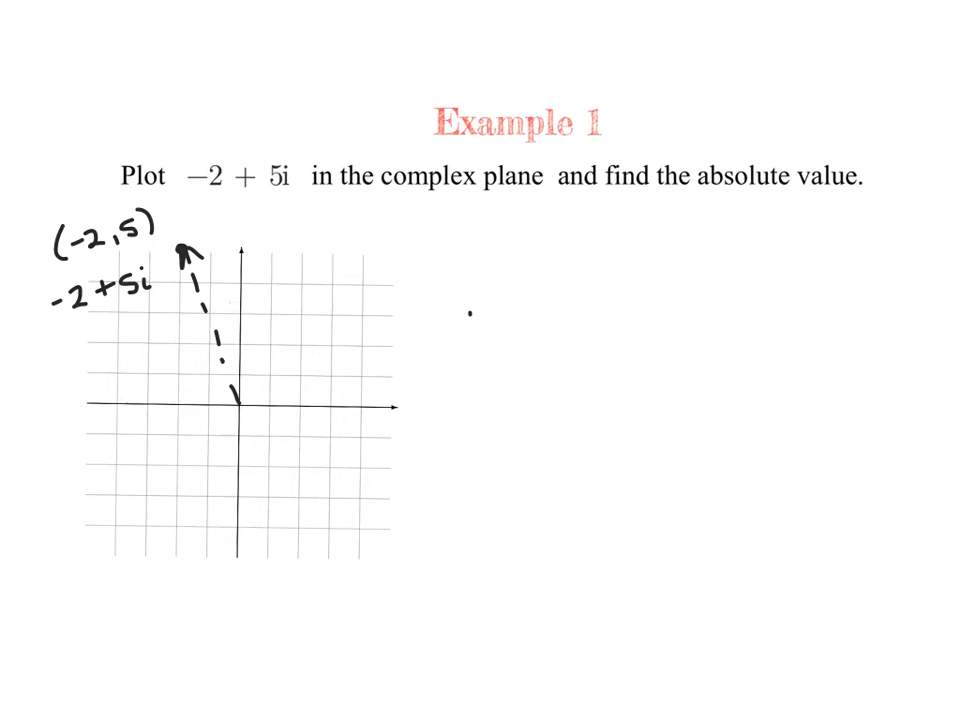 Example 1
Plot −2 + 5i in the complex plane and find the absolute value.
(-2,5)
-2+5i